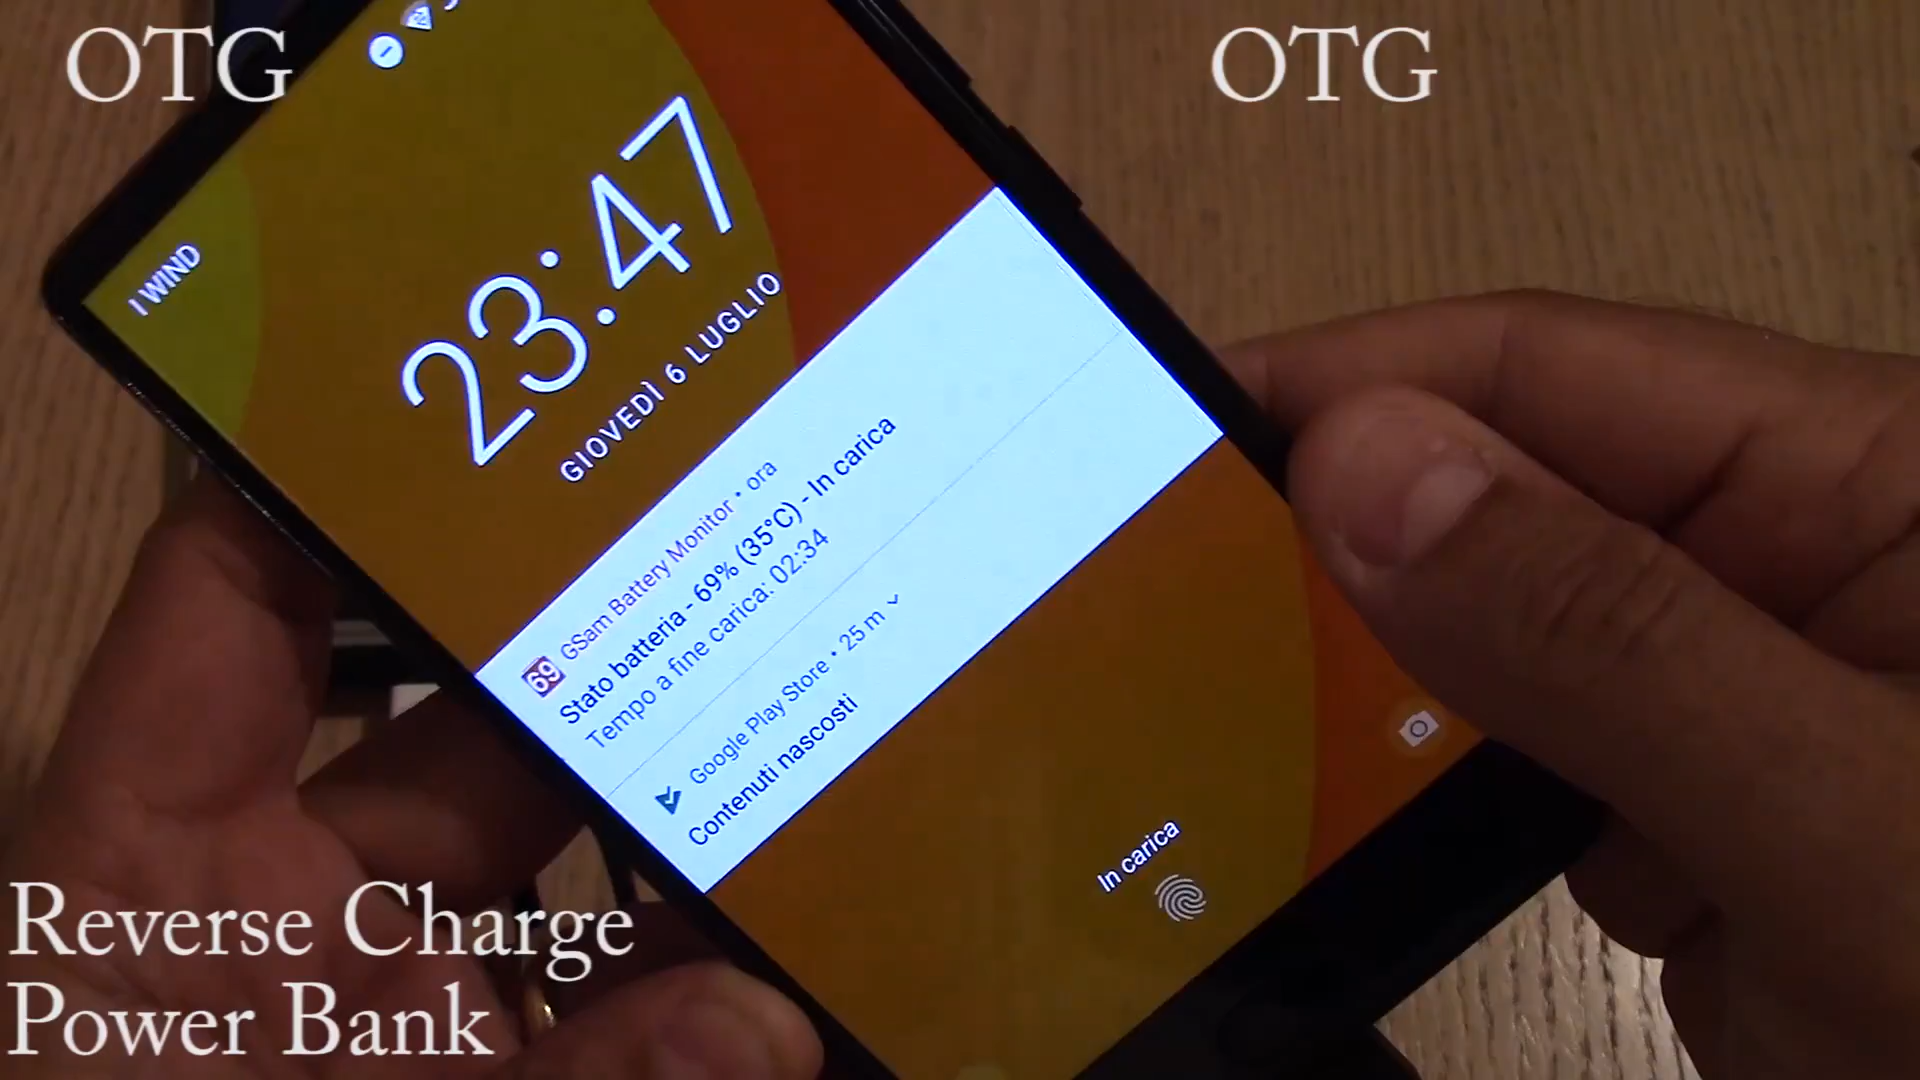 OTG
OTG
I WIND
23:47
GIOVEDÌ 6 LUGLIO
69 GSam Battery Monitor • ora
Stato batteria - 69% (35°C) - In carica
Tempo a fine carica: 02:34
Google Play Store • 25 m
Contenuti nascosti
In carica
Reverse Charge
Power Bank